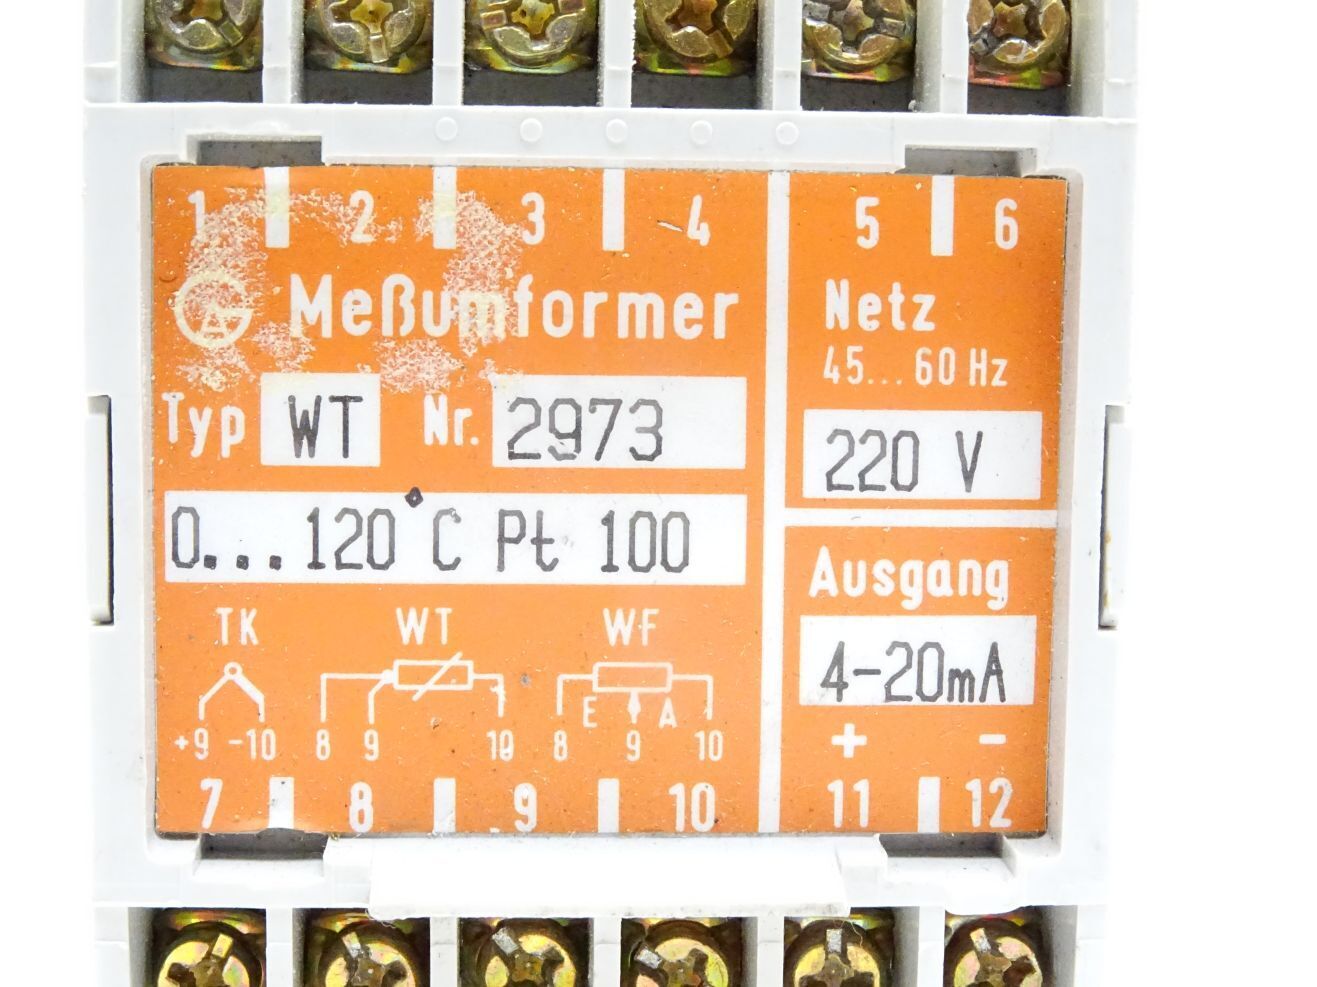 1 2 3 4
Meßumformer
Typ WT Nr. 2973
0...120°C Pt 100
TK WT WF
E A
+9 -10 8 9 10 8 9 10
7 8 9 10
5 6
Netz
45...60 Hz
220 V
Ausgang
4-20mA
+ -
11 12